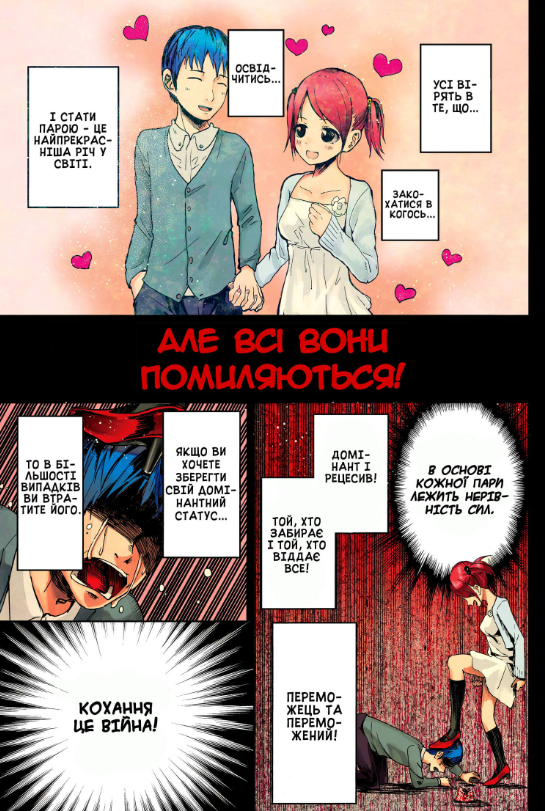 УСІ ВІ-
РЯТЬ В
ТЕ, ЩО...
ЗАКО-
ХАТИСЯ В
КОГОСЬ...
ОСВІД-
ЧИТИСЬ...
І СТАТИ
ПАРОЮ - ЦЕ
НАЙПРЕКРАС-
НІША РІЧ У
СВІТІ.
АЛЕ ВСІ ВОНИ
ПОМИЛЯЮТЬСЯ!
В ОСНОВІ
КОЖНОЇ ПАРИ
ЛЕЖИТЬ НЕРІВ-
НІСТЬ СИЛ.
ДОМІ-
НАНТ І
РЕЦЕСИВ!
ТОЙ, ХТО
ЗАБИРАЄ
І ТОЙ, ХТО
ВІДДАЄ
ВСЕ!
ПЕРЕМО-
ЖЕЦЬ ТА
ПЕРЕМО-
ЖЕНИЙ!
ЯКЩО ВИ
ХОЧЕТЕ
ЗБЕРЕГТИ
СВІЙ ДОМІ-
НАНТНИЙ
СТАТУС...
ТО В БІ-
ЛЬШОСТІ
ВИПАДКІВ
ВИ ВТРА-
ТИТЕ ЙОГО.
КОХАННЯ
ЦЕ ВІЙНА!